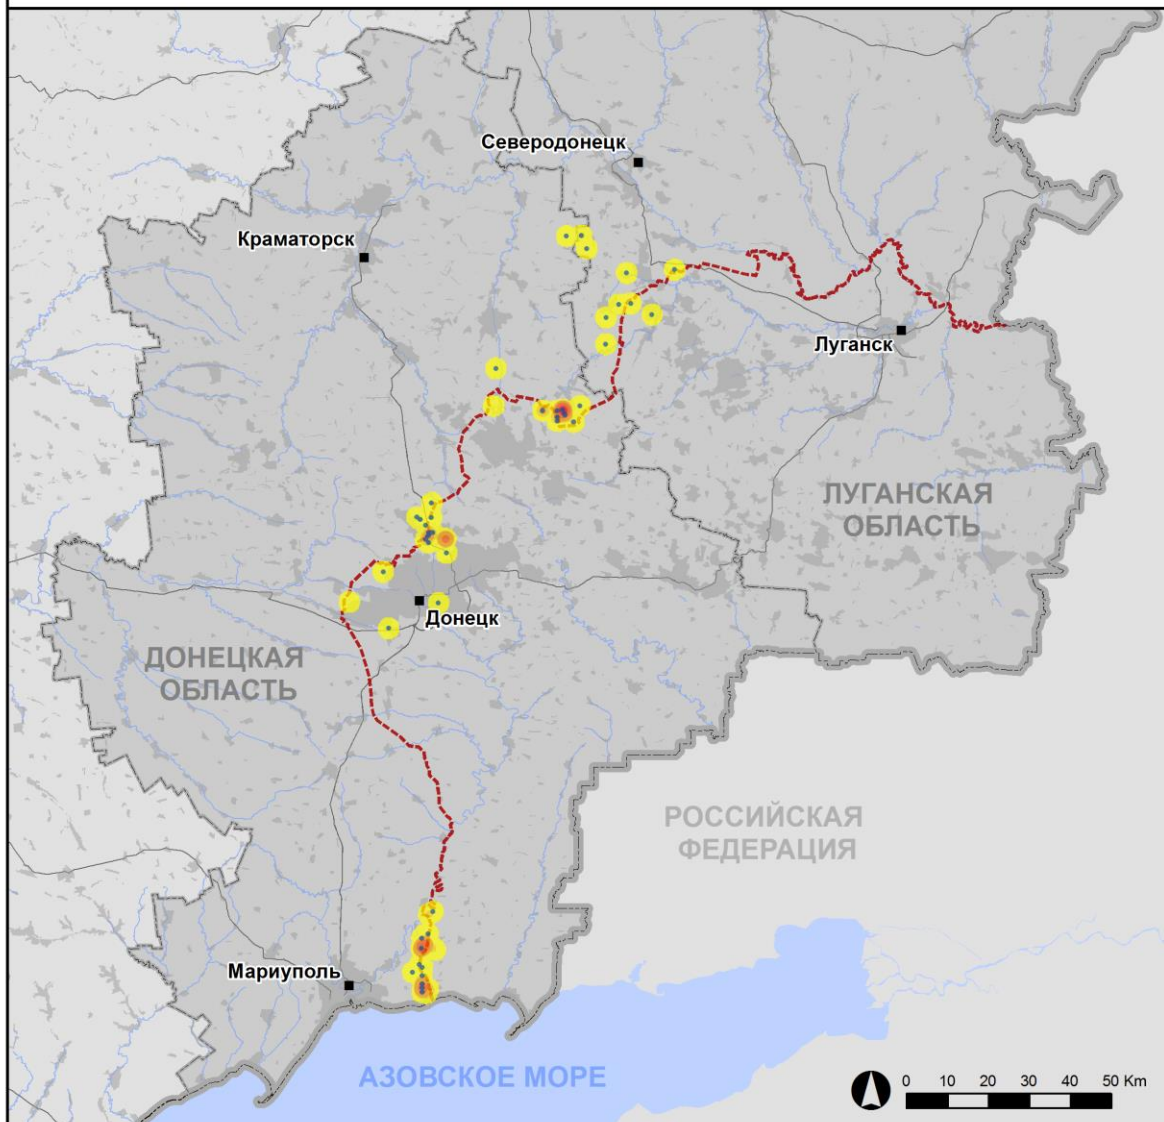 Северодонецк
Краматорск
Луганск
ЛУГАНСКАЯ
ОБЛАСТЬ
Донецк
ДОНЕЦКАЯ
ОБЛАСТЬ
РОССИЙСКАЯ
ФЕДЕРАЦИЯ
Мариуполь
АЗОВСКОЕ МОРЕ
0 10 20 30 40 50 Km